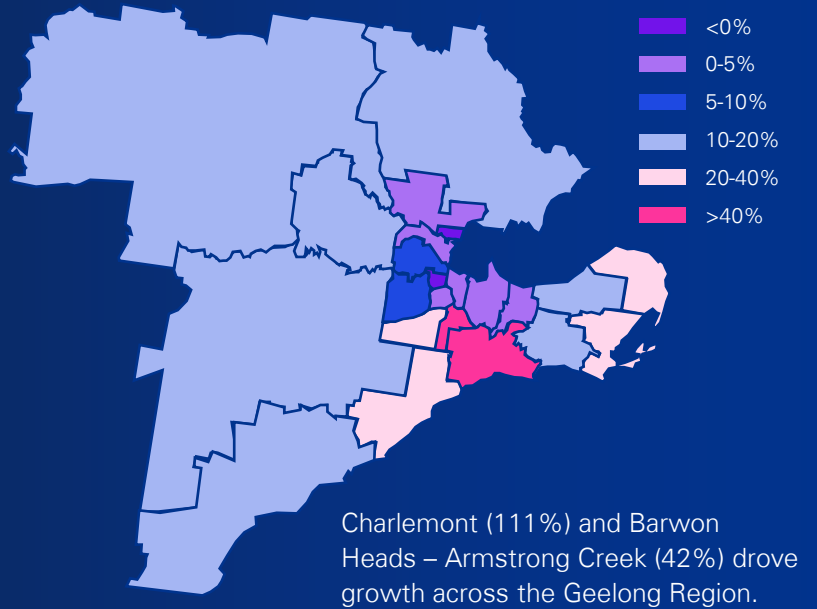 <0%
0-5%
5-10%
10-20%
20-40%
>40%
Charlemont (111%) and Barwon
Heads – Armstrong Creek (42%) drove
growth across the Geelong Region.